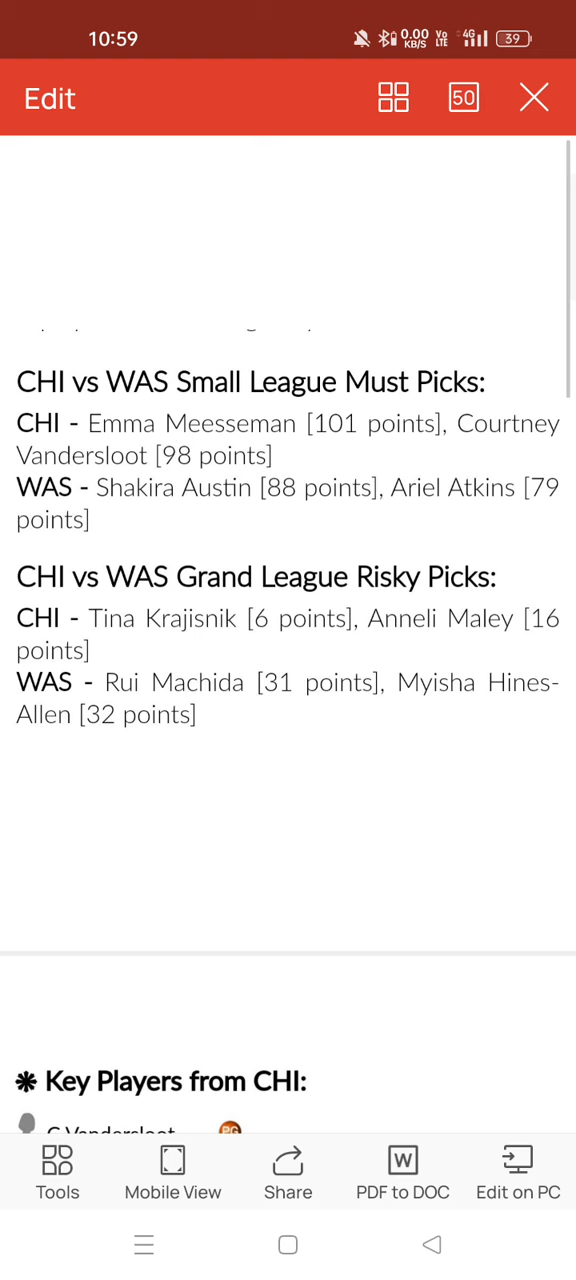 10:59
0.00 KB/S
Vo LTE
4G
39
Edit
50
CHI vs WAS Small League Must Picks:
CHI - Emma Meesseman [101 points], Courtney
Vandersloot [98 points]
WAS - Shakira Austin [88 points], Ariel Atkins [79
points]
CHI vs WAS Grand League Risky Picks:
CHI - Tina Krajisnik [6 points], Anneli Maley [16
points]
WAS - Rui Machida [31 points], Myisha Hines-
Allen [32 points]
Key Players from CHI:
C Vandersloot PG
Tools
Mobile View
Share
W
PDF to DOC
Edit on PC